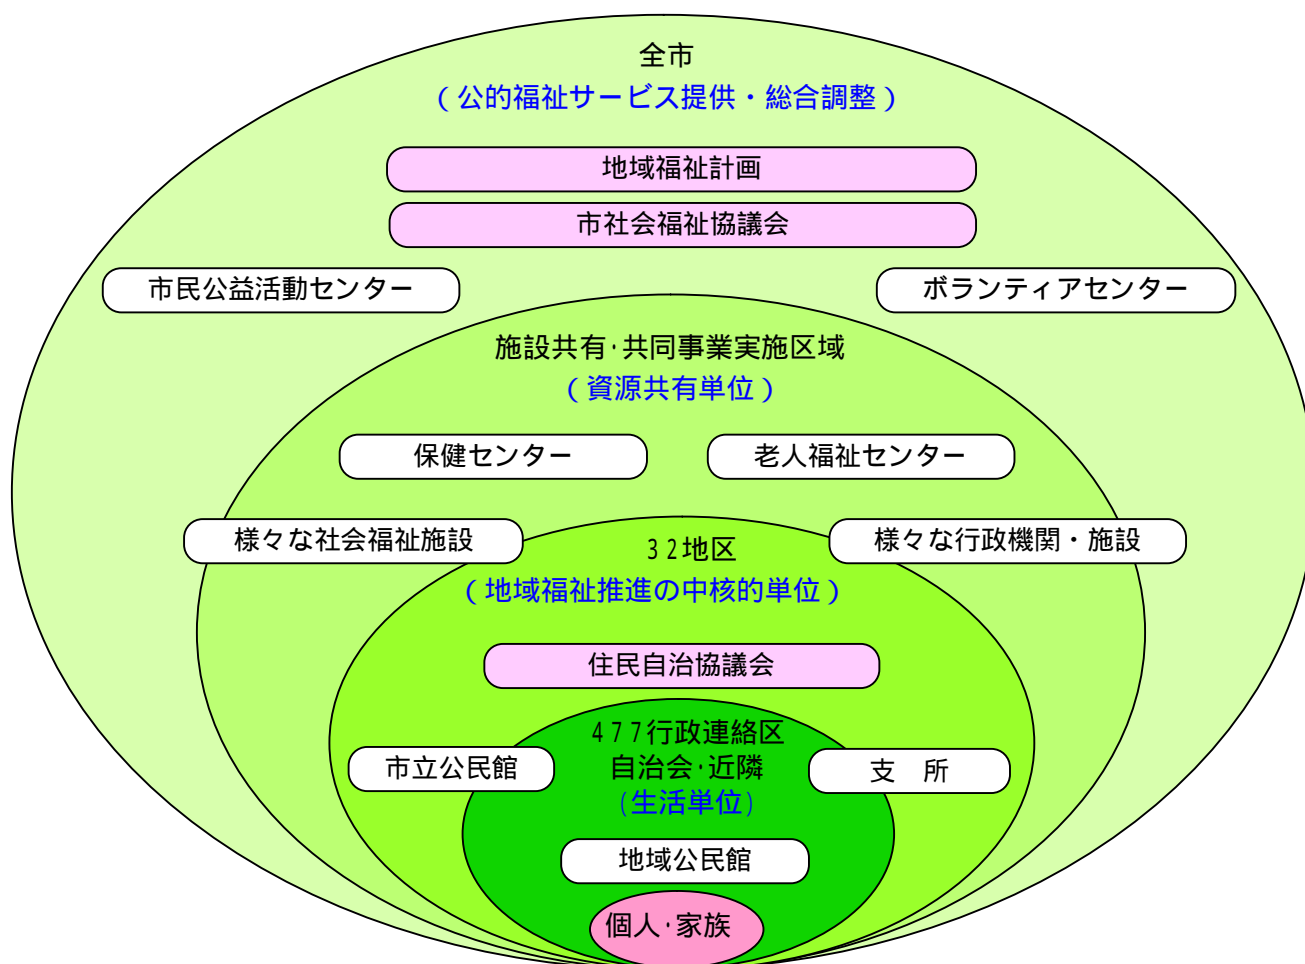 全市
（公的福祉サービス提供・総合調整）
地域福祉計画
市社会福祉協議会
市民公益活動センター
ボランティアセンター
施設共有・共同事業実施区域
（資源共有単位）
保健センター
老人福祉センター
様々な社会福祉施設
様々な行政機関・施設
32地区
（地域福祉推進の中核的単位）
住民自治協議会
477行政連絡区
自治会・近隣
(生活単位)
市立公民館
支　所
地域公民館
個人・家族